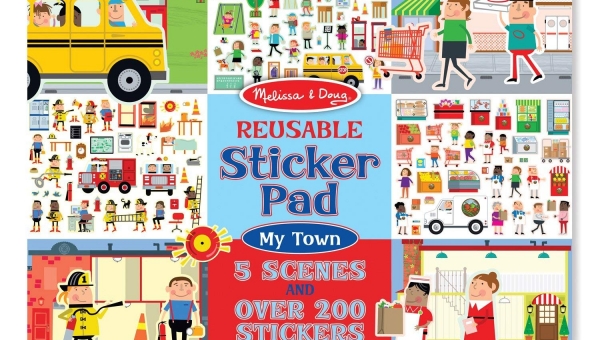 Melissa & Doug
REUSABLE
Sticker
Pad
My Town
5 SCENES
AND
OVER 200
STICKERS